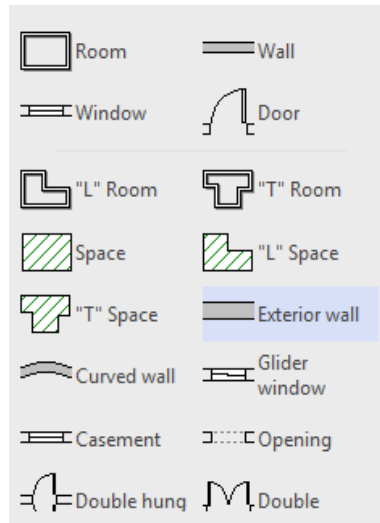 Room
Wall
Window
Door
"L" Room
"T" Room
Space
"L" Space
"T" Space
Exterior wall
Curved wall
Glider
window
Casement
Opening
Double hung
Double